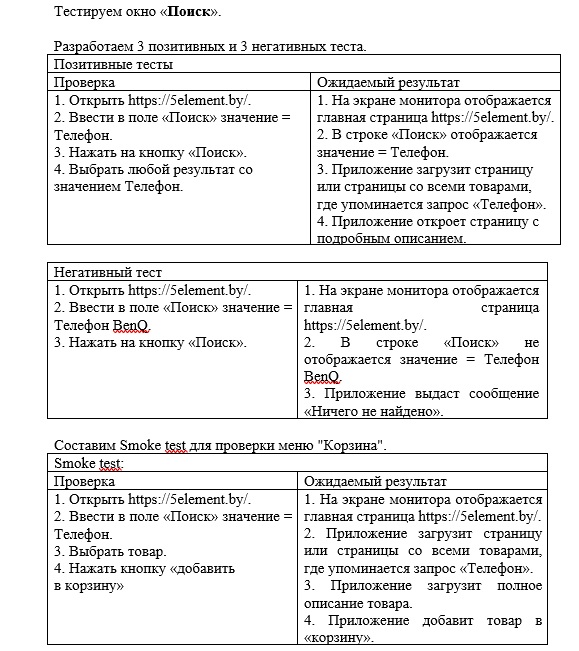 Тестируем окно «Поиск».
Разработаем 3 позитивных и 3 негативных теста.
Позитивные тесты
Проверка
Ожидаемый результат
1. Открыть https://5element.by/.
2. Ввести в поле «Поиск» значение =
Телефон.
3. Нажать на кнопку «Поиск».
4. Выбрать любой результат со
значением Телефон.
1. На экране монитора отображается
главная страница https://5element.by/.
2. В строке «Поиск» отображается
значение = Телефон.
3. Приложение загрузит страницу
или страницы со всеми товарами,
где упоминается запрос «Телефон».
4. Приложение откроет страницу с
подробным описанием.
Негативный тест
1. Открыть https://5element.by/.
2. Ввести в поле «Поиск» значение =
Телефон BenQ.
3. Нажать на кнопку «Поиск».
1. На экране монитора отображается
главная страница
https://5element.by/.
2. В строке «Поиск» не
отображается значение = Телефон
BenQ.
3. Приложение выдаст сообщение
«Ничего не найдено».
Составим Smoke test для проверки меню "Корзина".
Smoke test:
Проверка
Ожидаемый результат
1. Открыть https://5element.by/.
2. Ввести в поле «Поиск» значение =
Телефон.
3. Выбрать товар.
4. Нажать кнопку «добавить
в корзину»
1. На экране монитора отображается
главная страница https://5element.by/.
2. Приложение загрузит страницу
или страницы со всеми товарами,
где упоминается запрос «Телефон».
3. Приложение загрузит полное
описание товара.
4. Приложение добавит товар в
«корзину».